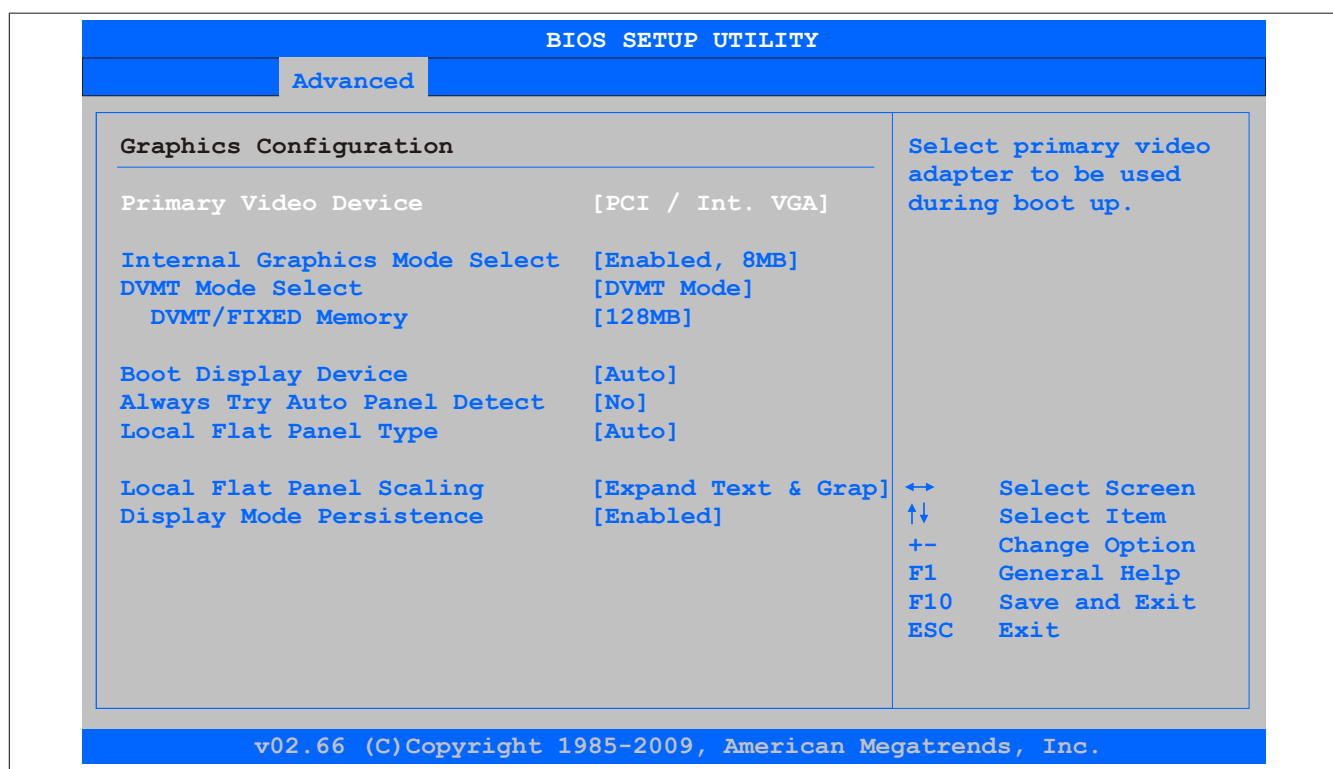 BIOS SETUP UTILITY
Advanced
Graphics Configuration
Primary Video Device [PCI / Int. VGA]
Internal Graphics Mode Select [Enabled, 8MB]
DVMT Mode Select [DVMT Mode]
DVMT/FIXED Memory [128MB]
Boot Display Device [Auto]
Always Try Auto Panel Detect [No]
Local Flat Panel Type [Auto]
Local Flat Panel Scaling [Expand Text & Grap]
Display Mode Persistence [Enabled]
Select primary video
adapter to be used
during boot up.
↔ Select Screen
↑↓ Select Item
+- Change Option
F1 General Help
F10 Save and Exit
ESC Exit
v02.66 (C)Copyright 1985-2009, American Megatrends, Inc.